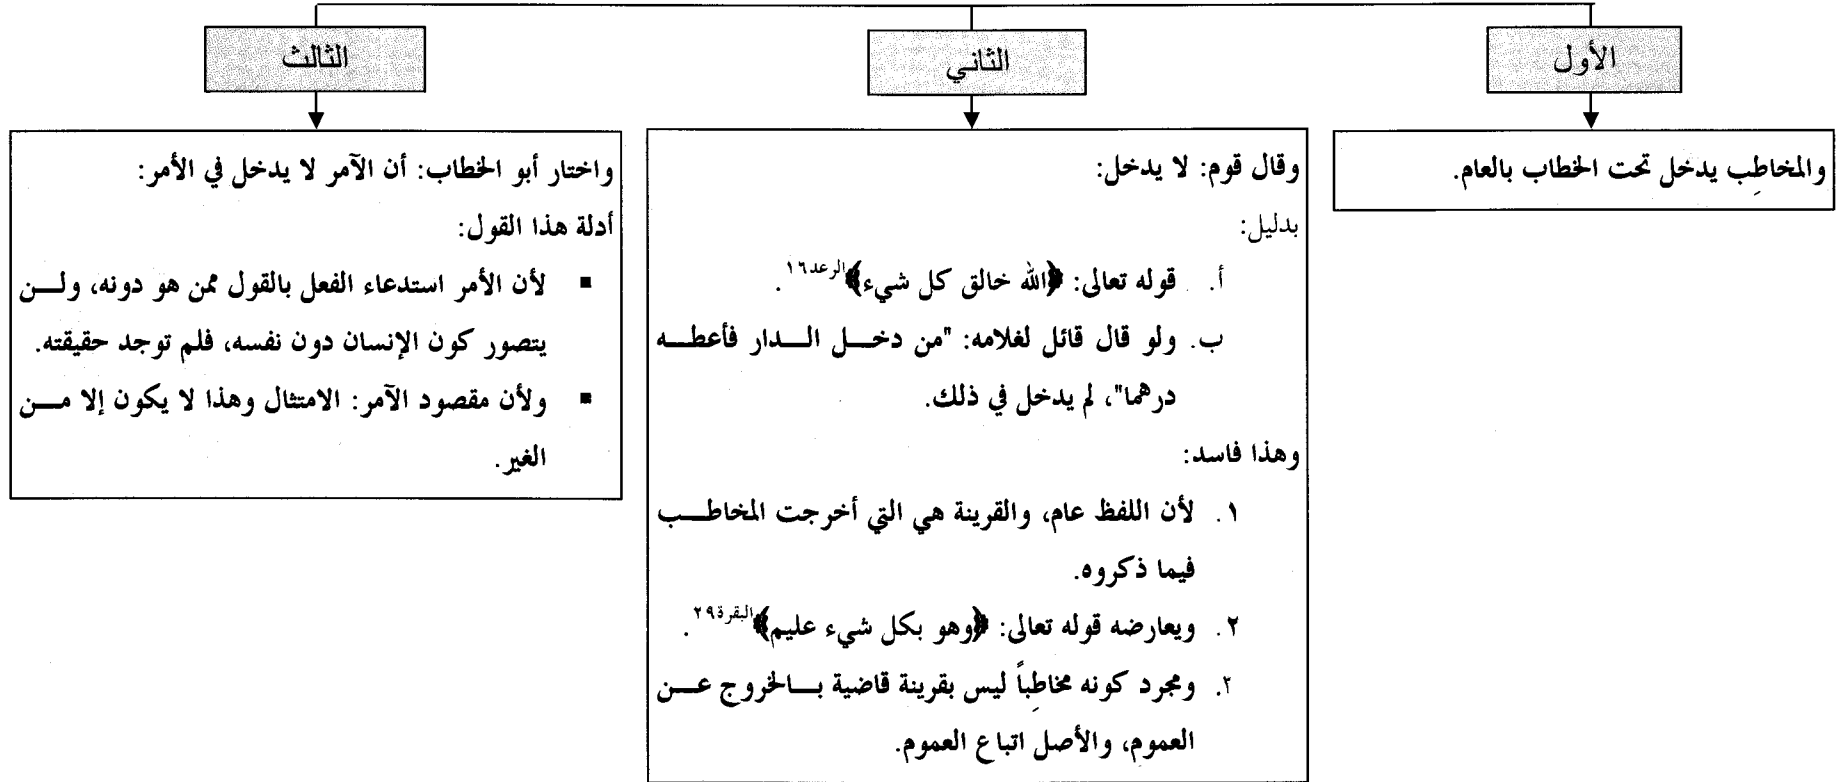 الأول
والمخاطِب يدخل تحت الخطاب بالعام.
الثاني
وقال قوم: لا يدخل:
بدليل:
أ. قوله تعالى: ﴿الله خالق كل شيء﴾الرعد١٦.
ب. ولو قال قائل لغلامه: "من دخل الدار فأعطه
درهما"، لم يدخل في ذلك.
وهذا فاسد:
١. لأن اللفظ عام، والقرينة هي التي أخرجت المخاطب
فيما ذكروه.
٢. ويعارضه قوله تعالى: ﴿وهو بكل شيء عليم﴾البقرة٢٩.
٢. ومجرد كونه مخاطِباً ليس بقرينة قاضية بالخروج عن
العموم، والأصل اتباع العموم.
الثالث
واختار أبو الخطاب: أن الآمر لا يدخل في الأمر:
أدلة هذا القول:
▪ لأن الأمر استدعاء الفعل بالقول ممن هو دونه، ولن
يتصور كون الإنسان دون نفسه، فلم توجد حقيقته.
▪ ولأن مقصود الآمر: الامتثال وهذا لا يكون إلا من
الغير.